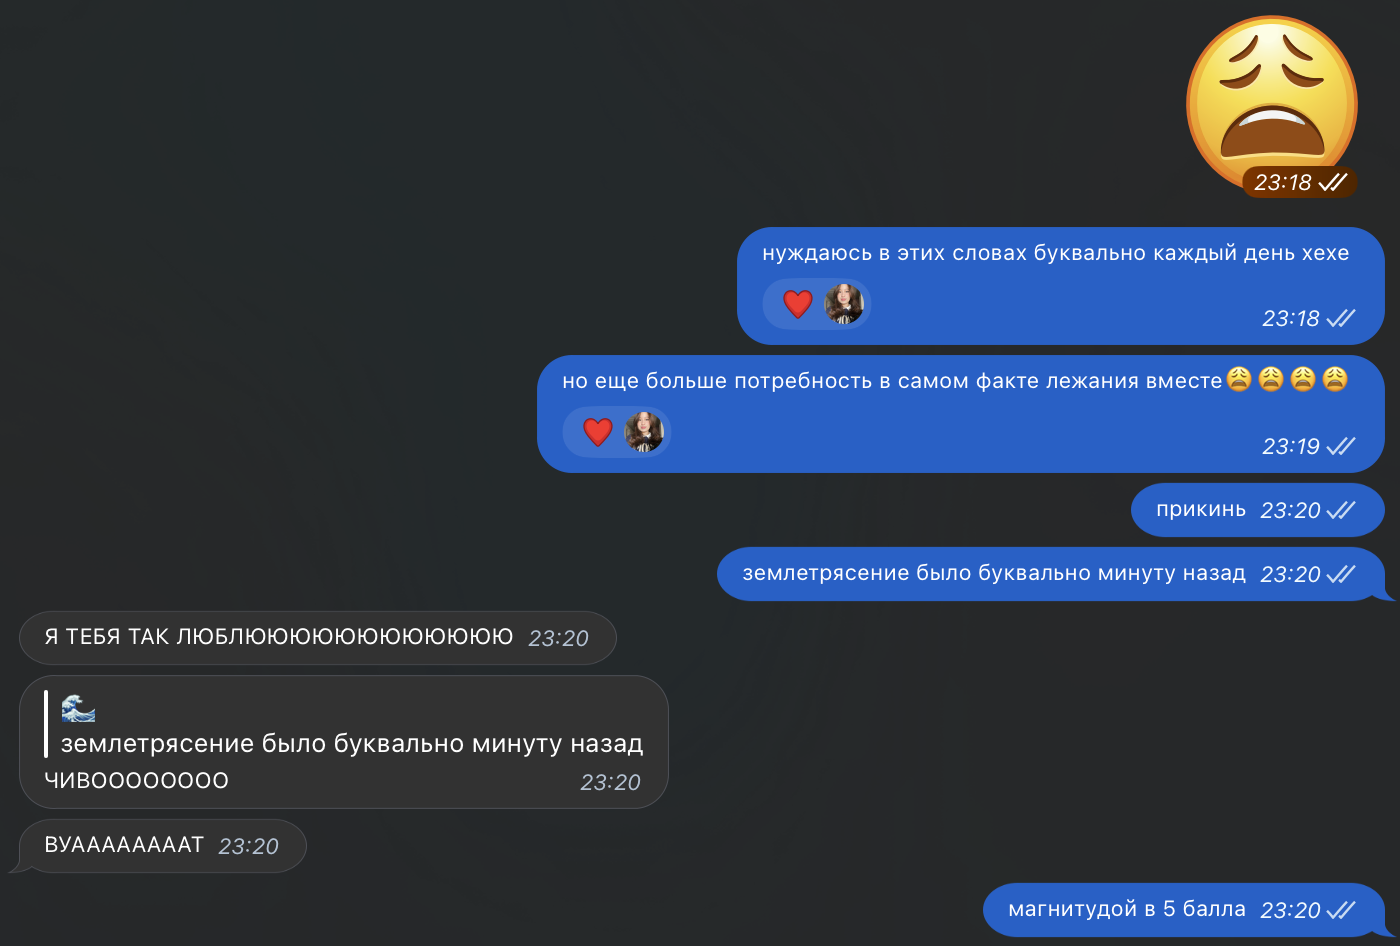 23:18
нуждаюсь в этих словах буквально каждый день хехе
23:18
но еще больше потребность в самом факте лежания вместе😩😩😩😩
23:19
прикинь 23:20
землетрясение было буквально минуту назад 23:20
Я ТЕБЯ ТАК ЛЮБЛЮЮЮЮЮЮЮЮЮЮЮЮ 23:20
🌊
землетрясение было буквально минуту назад
ЧИВОООООООО 23:20
ВУААААААААТ 23:20
магнитудой в 5 балла 23:20